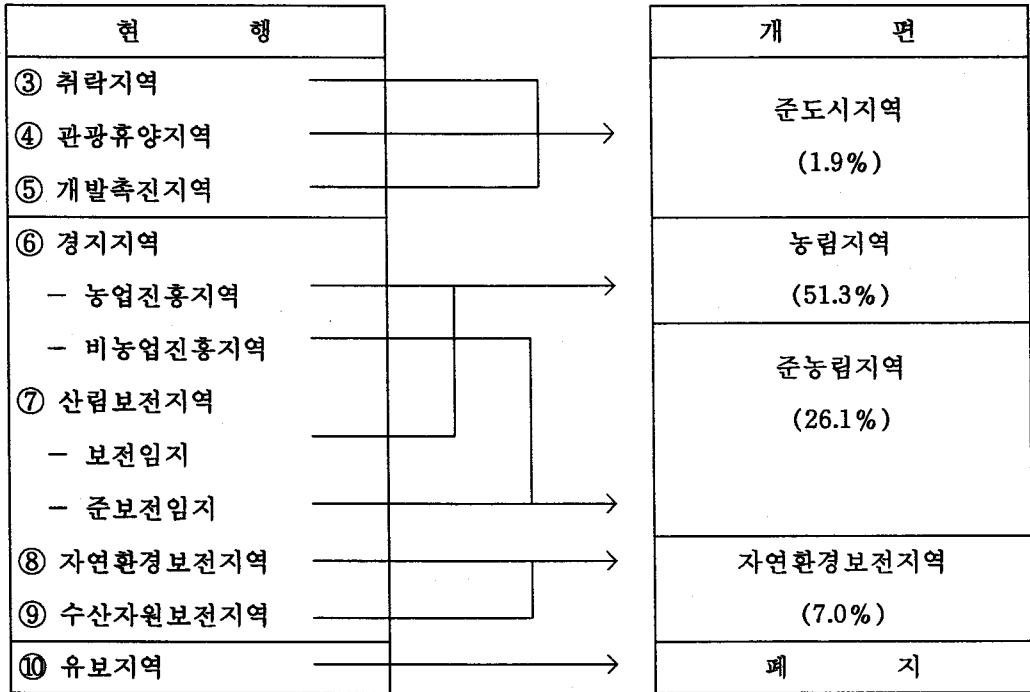 현 행
③ 취락지역
④ 관광휴양지역
⑤ 개발촉진지역
⑥ 경지지역
- 농업진흥지역
- 비농업진흥지역
⑦ 산림보전지역
- 보전임지
- 준보전임지
⑧ 자연환경보전지역
⑨ 수산자원보전지역
⑩ 유보지역
개 편
준도시지역
(1.9%)
농림지역
(51.3%)
준농림지역
(26.1%)
자연환경보전지역
(7.0%)
폐 지